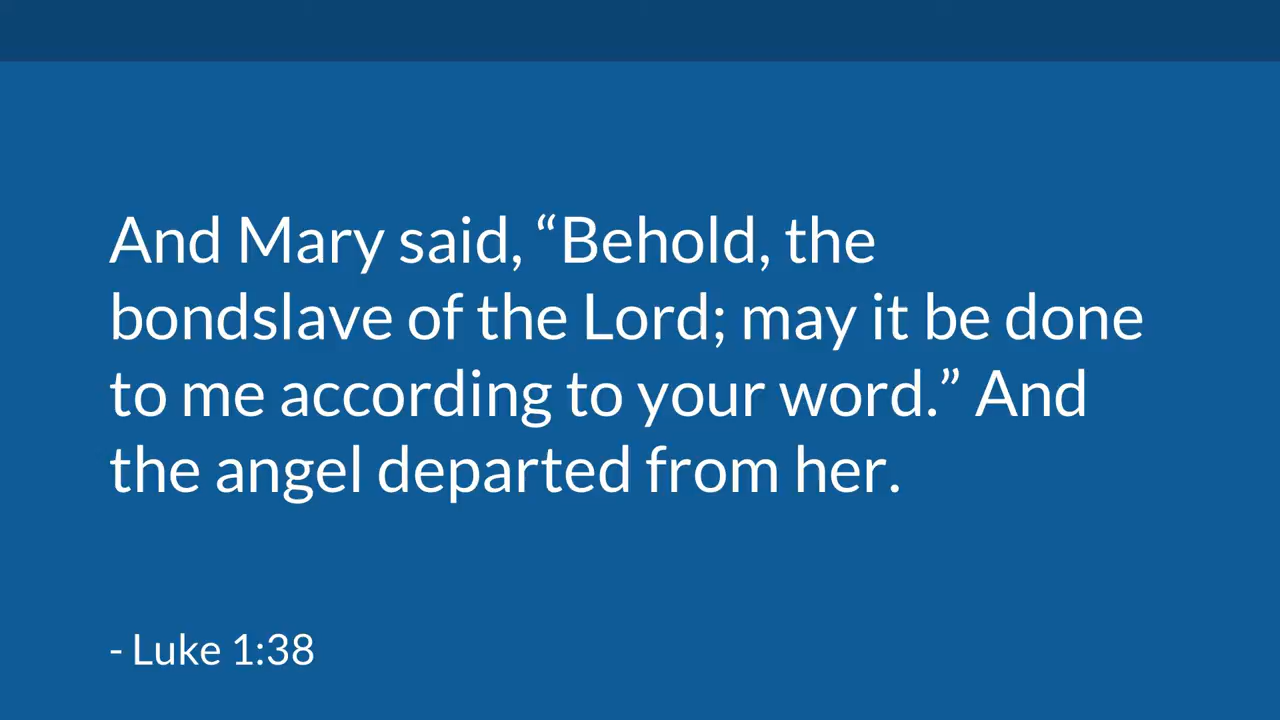 And Mary said, “Behold, the
bondslave of the Lord; may it be done
to me according to your word.” And
the angel departed from her.
- Luke 1:38